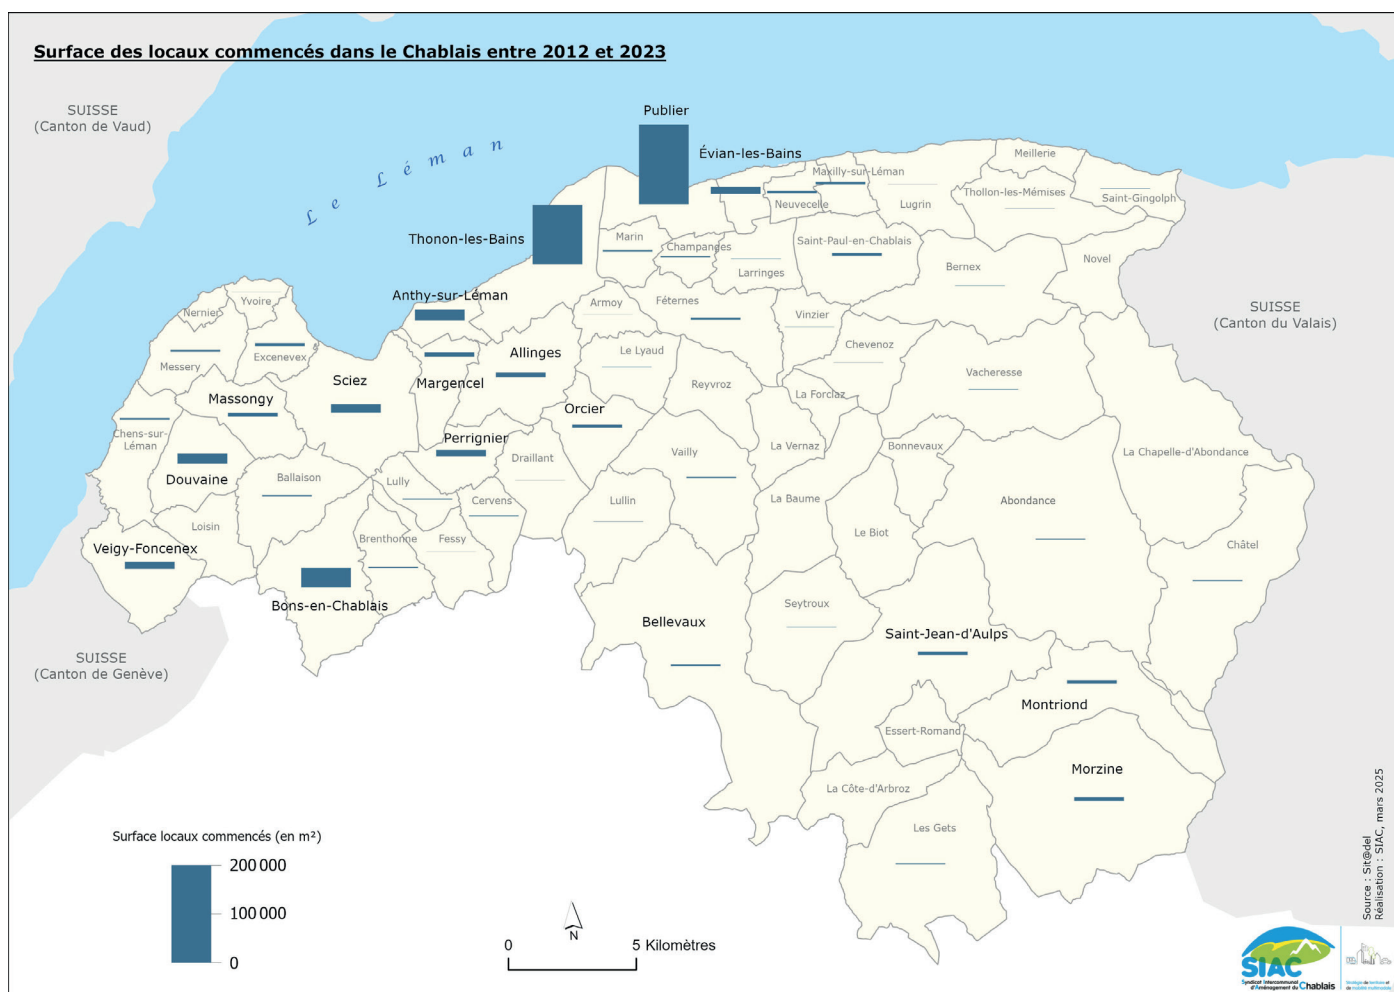 Surface des locaux commencés dans le Chablais entre 2012 et 2023
SUISSE
(Canton de Vaud)
Le Léman
Publier
Évian-les-Bains
Maxilly-sur-Léman
Neuvecelle
Lugrin
Meillerie
Thollon-les-Mémises
Saint-Gingolph
Thonon-les-Bains
Marin
Champanges
Larringes
Saint-Paul-en-Chablais
Bernex
Novel
SUISSE
(Canton du Valais)
Anthy-sur-Léman
Armoy
Féternes
Vinzier
Chevenoz
Vacheresse
Nernier
Yvoire
Messery
Excenevex
Sciez
Margencel
Allinges
Le Lyaud
Reyvroz
La Forclaz
Massongy
Orcier
Chens-sur-
Léman
Perrignier
Draillant
Vailly
La Vernaz
Bonnevaux
La Chapelle-d'Abondance
Douvaine
Ballaison
Lully
Cervens
Lullin
La Baume
Abondance
Le Biot
Châtel
Loisin
Veigy-Foncenex
Brenthonne
Fessy
Bons-en-Chablais
Bellevaux
Seytroux
Saint-Jean-d'Aulps
SUISSE
(Canton de Genève)
Montriond
Essert-Romand
Morzine
La Côte-d'Arbroz
Les Gets
Surface locaux commencés (en m²)
200 000
100 000
0
N
0
5 Kilomètres
Source : Sit@del
Réalisation : SIAC, mars 2025
SIAC
Syndicat Intercommunal
d'Aménagement du Chablais